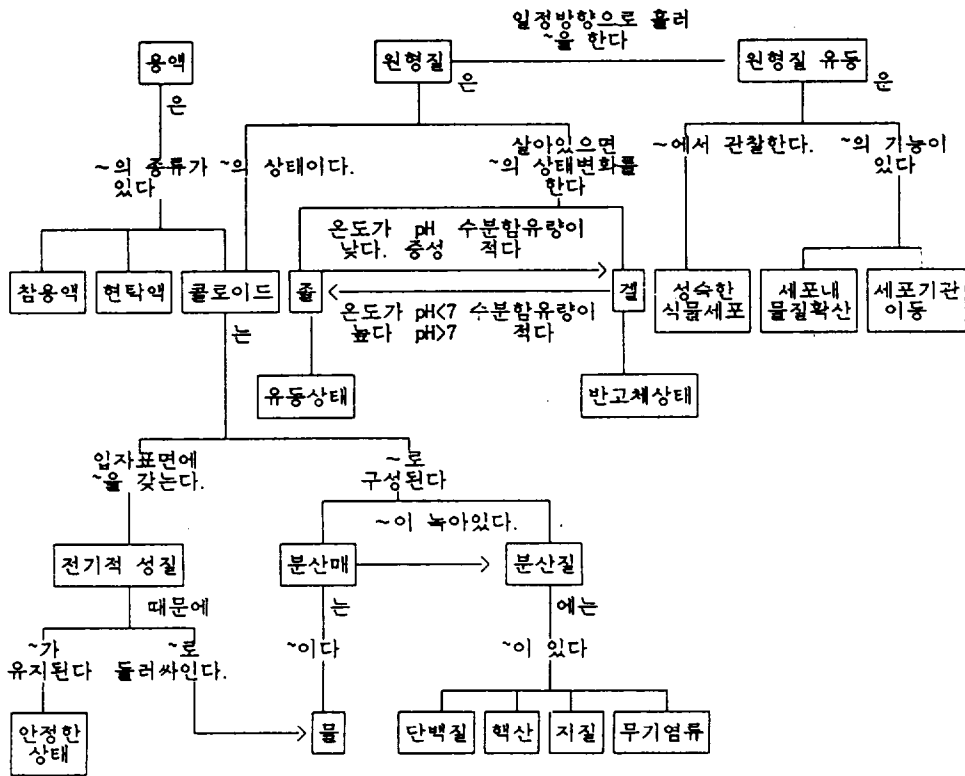 일정방향으로 흘러
~을 한다
용액
원형질
원형질 유동
은
은
은
~의 종류가
있다
~의 상태이다.
살아있으면
~의 상태변화를
한다
~에서 관찰한다.
~의 기능이
있다
온도가 pH 수분함유량이
낮다. 중성 적다
참용액
현탁액
콜로이드
졸
겔
성숙한
식물세포
세포내
물질확산
세포기관
이동
온도가 pH<7 수분함유량이
높다 pH>7 적다
는
유동상태
반고체상태
입자표면에
~을 갖는다.
~로
구성된다
~이 녹아있다.
전기적 성질
분산매
분산질
때문에
는
에는
~가
유지된다
~로
둘러싸인다.
~이다
~이 있다
안정한
상태
물
단백질
핵산
지질
무기염류